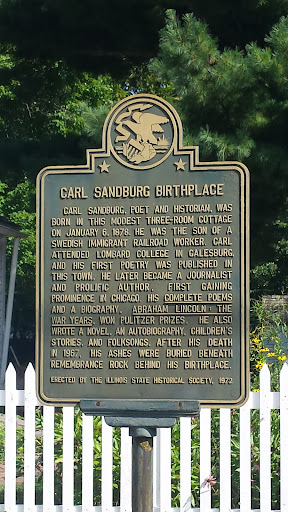 CARL SANDBURG BIRTHPLACE
CARL SANDBURG, POET AND HISTORIAN, WAS
BORN IN THIS MODEST THREE-ROOM COTTAGE
ON JANUARY 6, 1878. HE WAS THE SON OF A
SWEDISH IMMIGRANT RAILROAD WORKER. CARL
ATTENDED LOMBARD COLLEGE IN GALESBURG
AND HIS FIRST POETRY WAS PUBLISHED IN
THIS TOWN. HE LATER BECAME A JOURNALIST
AND PROLIFIC AUTHOR, FIRST GAINING
PROMINENCE IN CHICAGO. HIS COMPLETE POEMS
AND A BIOGRAPHY, ABRAHAM LINCOLN: THE
WAR YEARS, WON PULITZER PRIZES. HE ALSO
WROTE A NOVEL, AN AUTOBIOGRAPHY, CHILDREN'S
STORIES, AND FOLKSONGS. AFTER HIS DEATH
IN 1967, HIS ASHES WERE BURIED BENEATH
REMEMBRANCE ROCK BEHIND HIS BIRTHPLACE.
ERECTED BY THE ILLINOIS STATE HISTORICAL SOCIETY, 1972